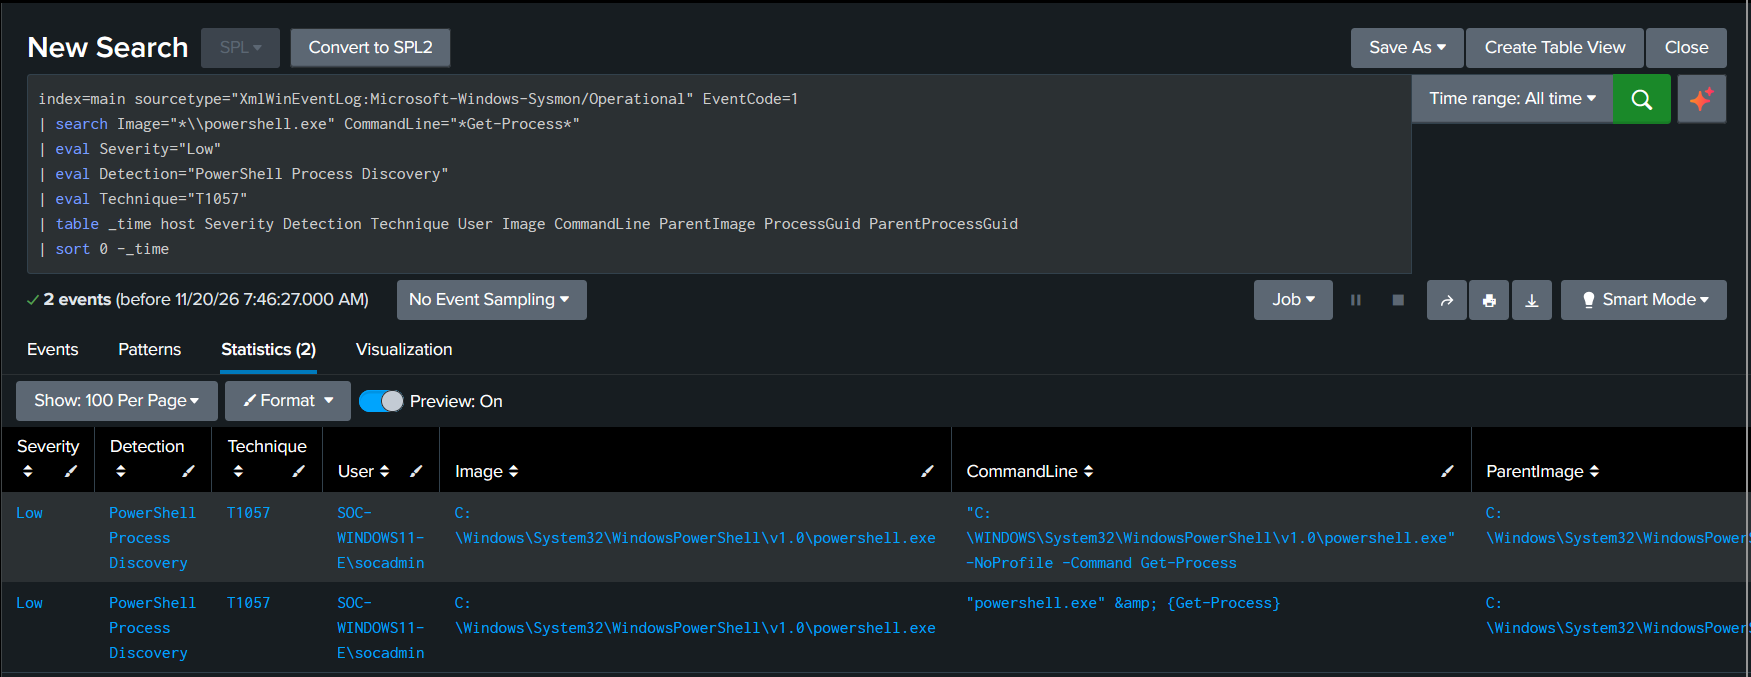 New Search SPL Convert to SPL2 Save As Create Table View Close
index=main sourcetype="XmlWinEventLog:Microsoft-Windows-Sysmon/Operational" EventCode=1
| search Image="*\\powershell.exe" CommandLine="*Get-Process*"
| eval Severity="Low"
| eval Detection="PowerShell Process Discovery"
| eval Technique="T1057"
| table _time host Severity Detection Technique User Image CommandLine ParentImage ProcessGuid ParentProcessGuid
| sort 0 -_time
Time range: All time
2 events (before 11/20/26 7:46:27.000 AM) No Event Sampling Job Smart Mode
Events Patterns Statistics (2) Visualization
Show: 100 Per Page Format Preview: On
Severity Detection Technique User Image CommandLine ParentImage
Low
PowerShell
Process
Discovery
T1057
SOC-
WINDOWS11-
E\socadmin
C:
\Windows\System32\WindowsPowerShell\v1.0\powershell.exe
"C:
\WINDOWS\System32\WindowsPowerShell\v1.0\powershell.exe"
-NoProfile -Command Get-Process
C:
\Windows\System32\WindowsPowerS
Low
PowerShell
Process
Discovery
T1057
SOC-
WINDOWS11-
E\socadmin
C:
\Windows\System32\WindowsPowerShell\v1.0\powershell.exe
"powershell.exe" &amp; {Get-Process}
C:
\Windows\System32\WindowsPowerS